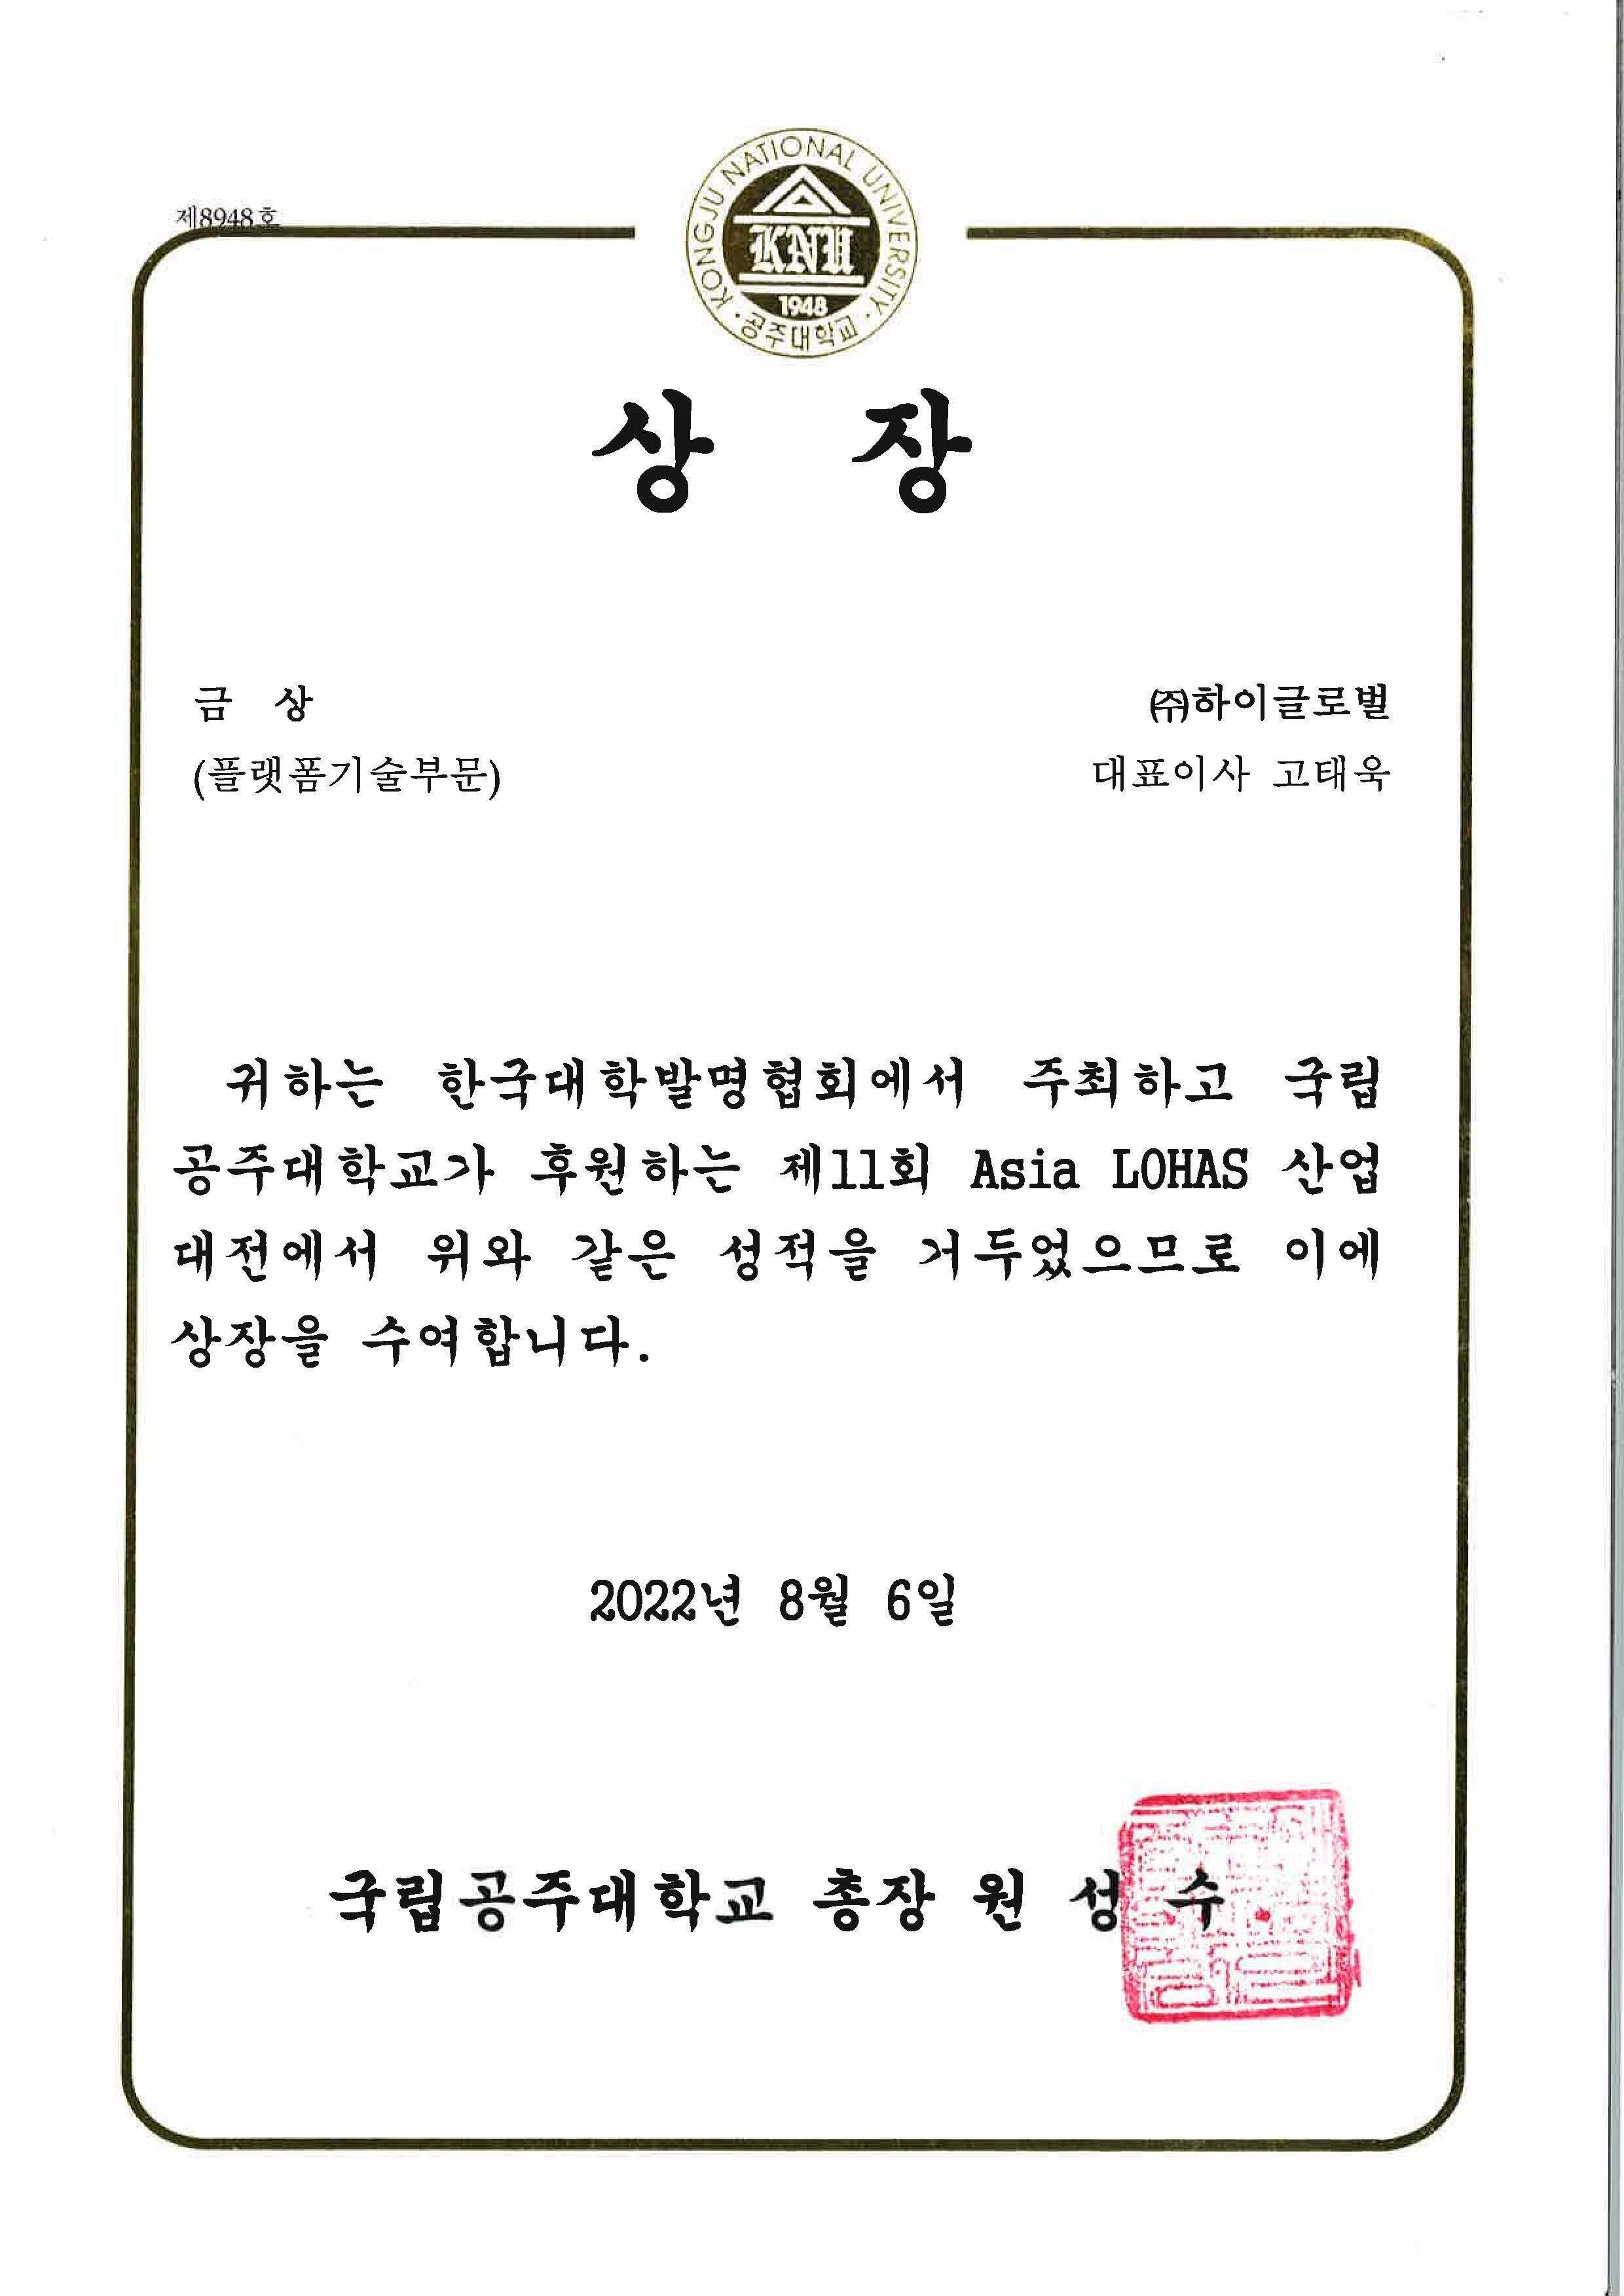 제8948호
KONGJU NATIONAL UNIVERSITY
KNU
1948
공주대학교
상 장
금 상
㈜하이글로벌
(플랫폼기술부문)
대표이사 고태욱
귀하는 한국대학발명협회에서 주최하고 국립
공주대학교가 후원하는 제11회 Asia LOHAS 산업
대전에서 위와 같은 성적을 거두었으므로 이에
상장을 수여합니다.
2022년 8월 6일
국립공주대학교 총장 원 성 수